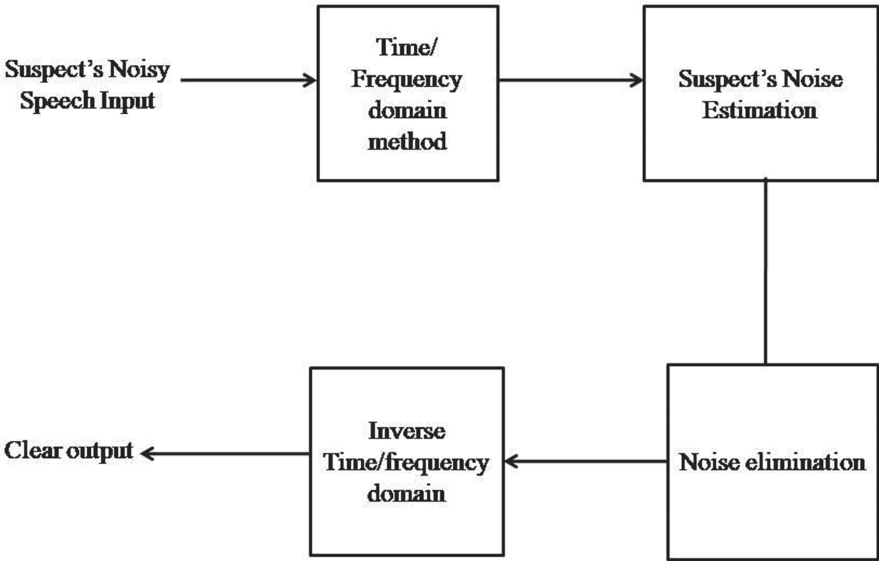 Suspect's Noisy
Speech Input
Time/
Frequency
domain
method
Suspect's Noise
Estimation
Noise elimination
Inverse
Time/frequency
domain
Clear output